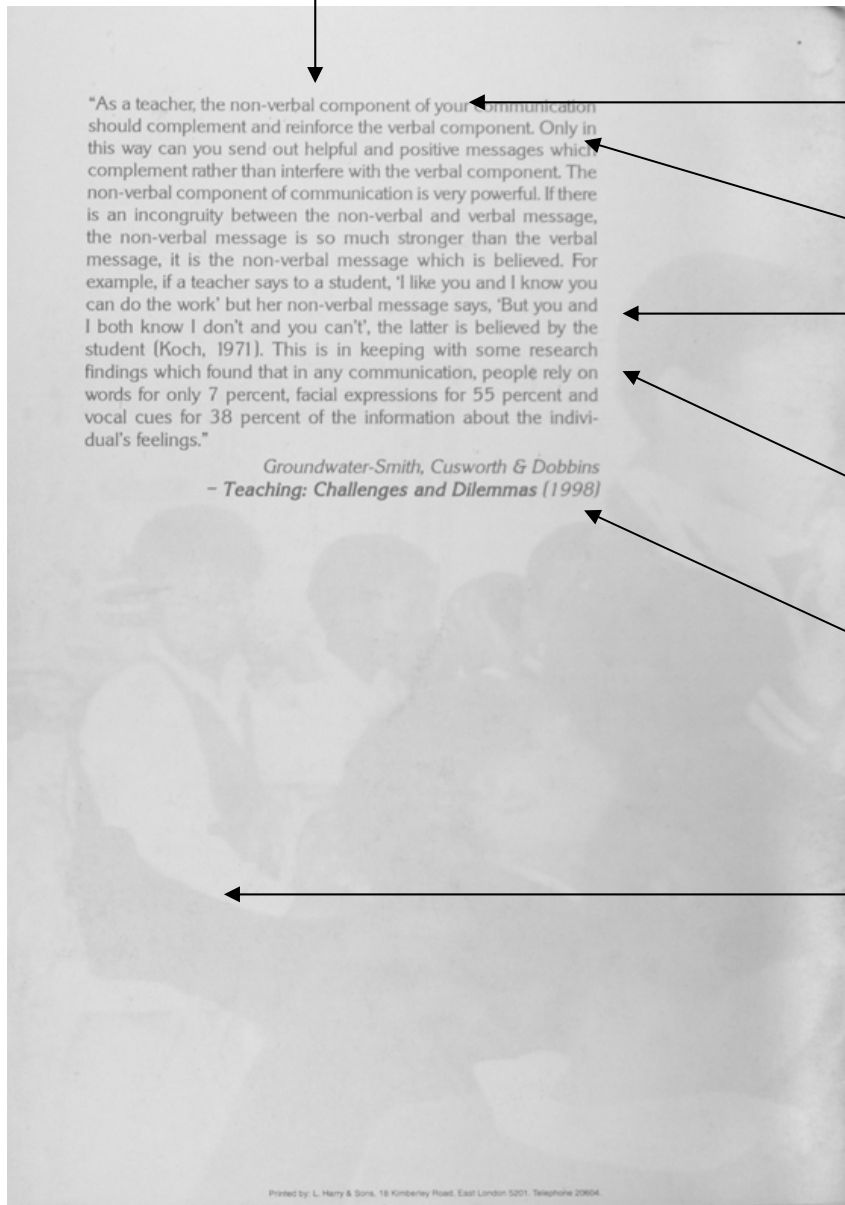 “As a teacher, the non-verbal component of your communication
should complement and reinforce the verbal component. Only in
this way can you send out helpful and positive messages which
complement rather than interfere with the verbal component. The
non-verbal component of communication is very powerful. If there
is an incongruity between the non-verbal and verbal message,
the non-verbal message is so much stronger than the verbal
message, it is the non-verbal message which is believed. For
example, if a teacher says to a student, ‘I like you and I know you
can do the work’ but her non-verbal message says, ‘But you and
I both know I don't and you can't’, the latter is believed by the
student (Koch, 1971). This is in keeping with some research
findings which found that in any communication, people rely on
words for only 7 percent, facial expressions for 55 percent and
vocal cues for 38 percent of the information about the indivi-
dual's feelings.”
Groundwater-Smith, Cusworth & Dobbins
– Teaching: Challenges and Dilemmas (1998)
Printed by: L. Harry & Sons, 18 Kimberley Road, East London 5201, Telephone 20604.